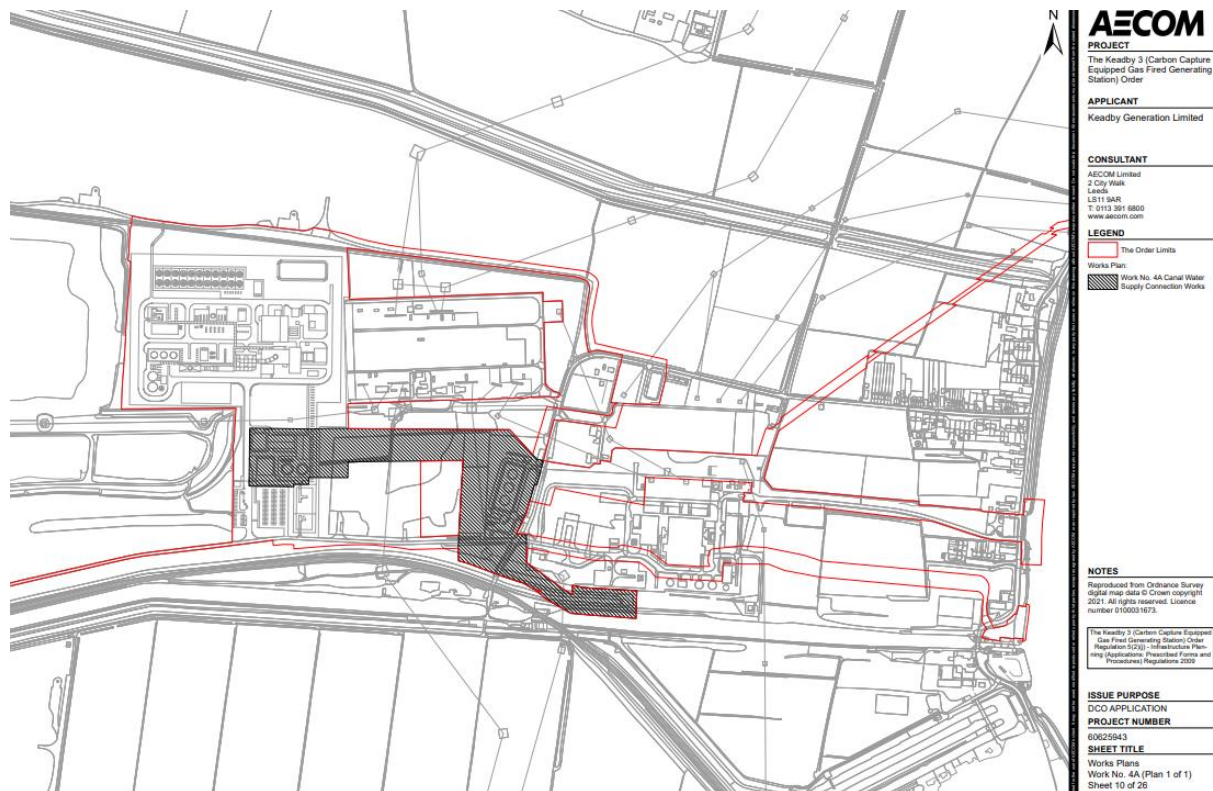 N
AECOM
PROJECT
The Keadby 3 (Carbon Capture
Equipped Gas Fired Generating
Station) Order
APPLICANT
Keadby Generation Limited
CONSULTANT
AECOM Limited
2 City Walk
Leeds
LS11 9AR
T: 0113 391 6800
www.aecom.com
LEGEND
The Order Limits
Works Plan:
Work No. 4A Canal Water
Supply Connection Works
NOTES
Reproduced from Ordnance Survey
digital map data © Crown copyright
2021. All rights reserved. Licence
number 0100031673.
The Keadby 3 (Carbon Capture Equipped
Gas Fired Generating Station) Order
Regulation 5(2)(j) - Infrastructure Plan-
ning (Applications: Prescribed Forms and
Procedures) Regulations 2009
ISSUE PURPOSE
DCO APPLICATION
PROJECT NUMBER
60625943
SHEET TITLE
Works Plans
Work No. 4A (Plan 1 of 1)
Sheet 10 of 26